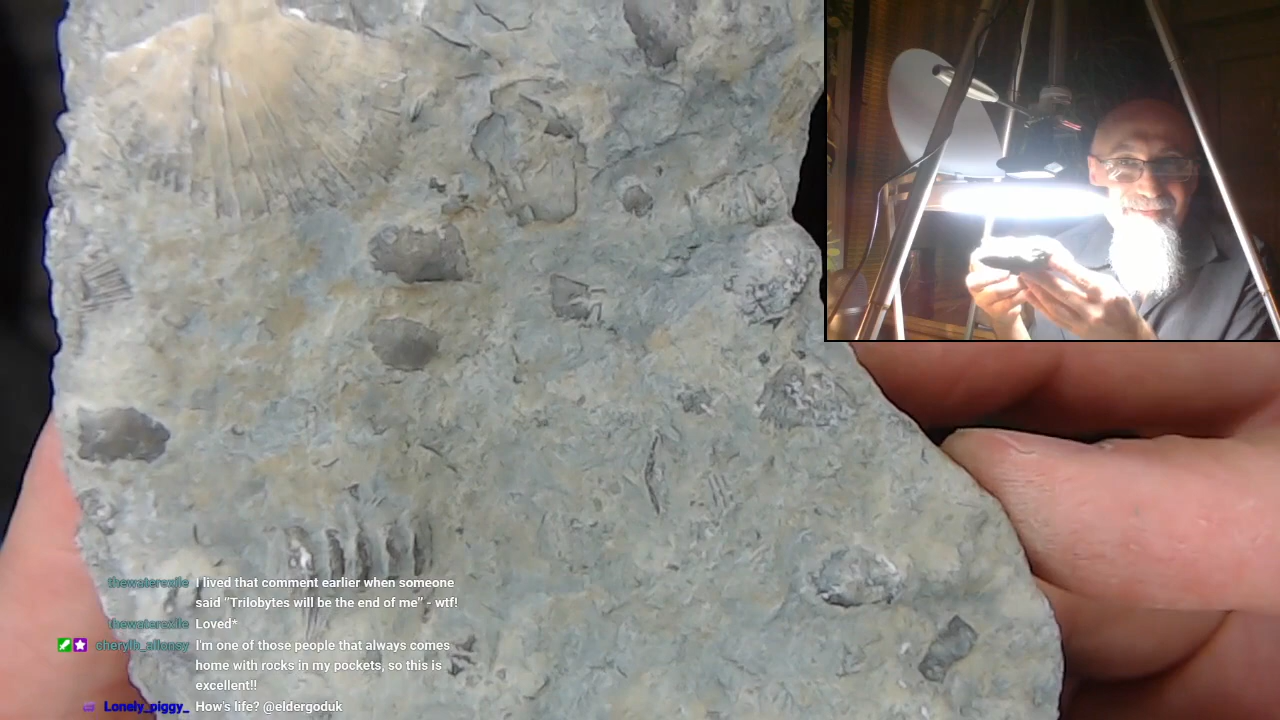 thewaterexile I lived that comment earlier when someone
said "Trilobytes will be the end of me" - wtf!
thewaterexile Loved*
cheryllh_allonsy I'm one of those people that always comes
home with rocks in my pockets, so this is
excellent!!
Lonely_piggy_ How's life? @eldergoduk